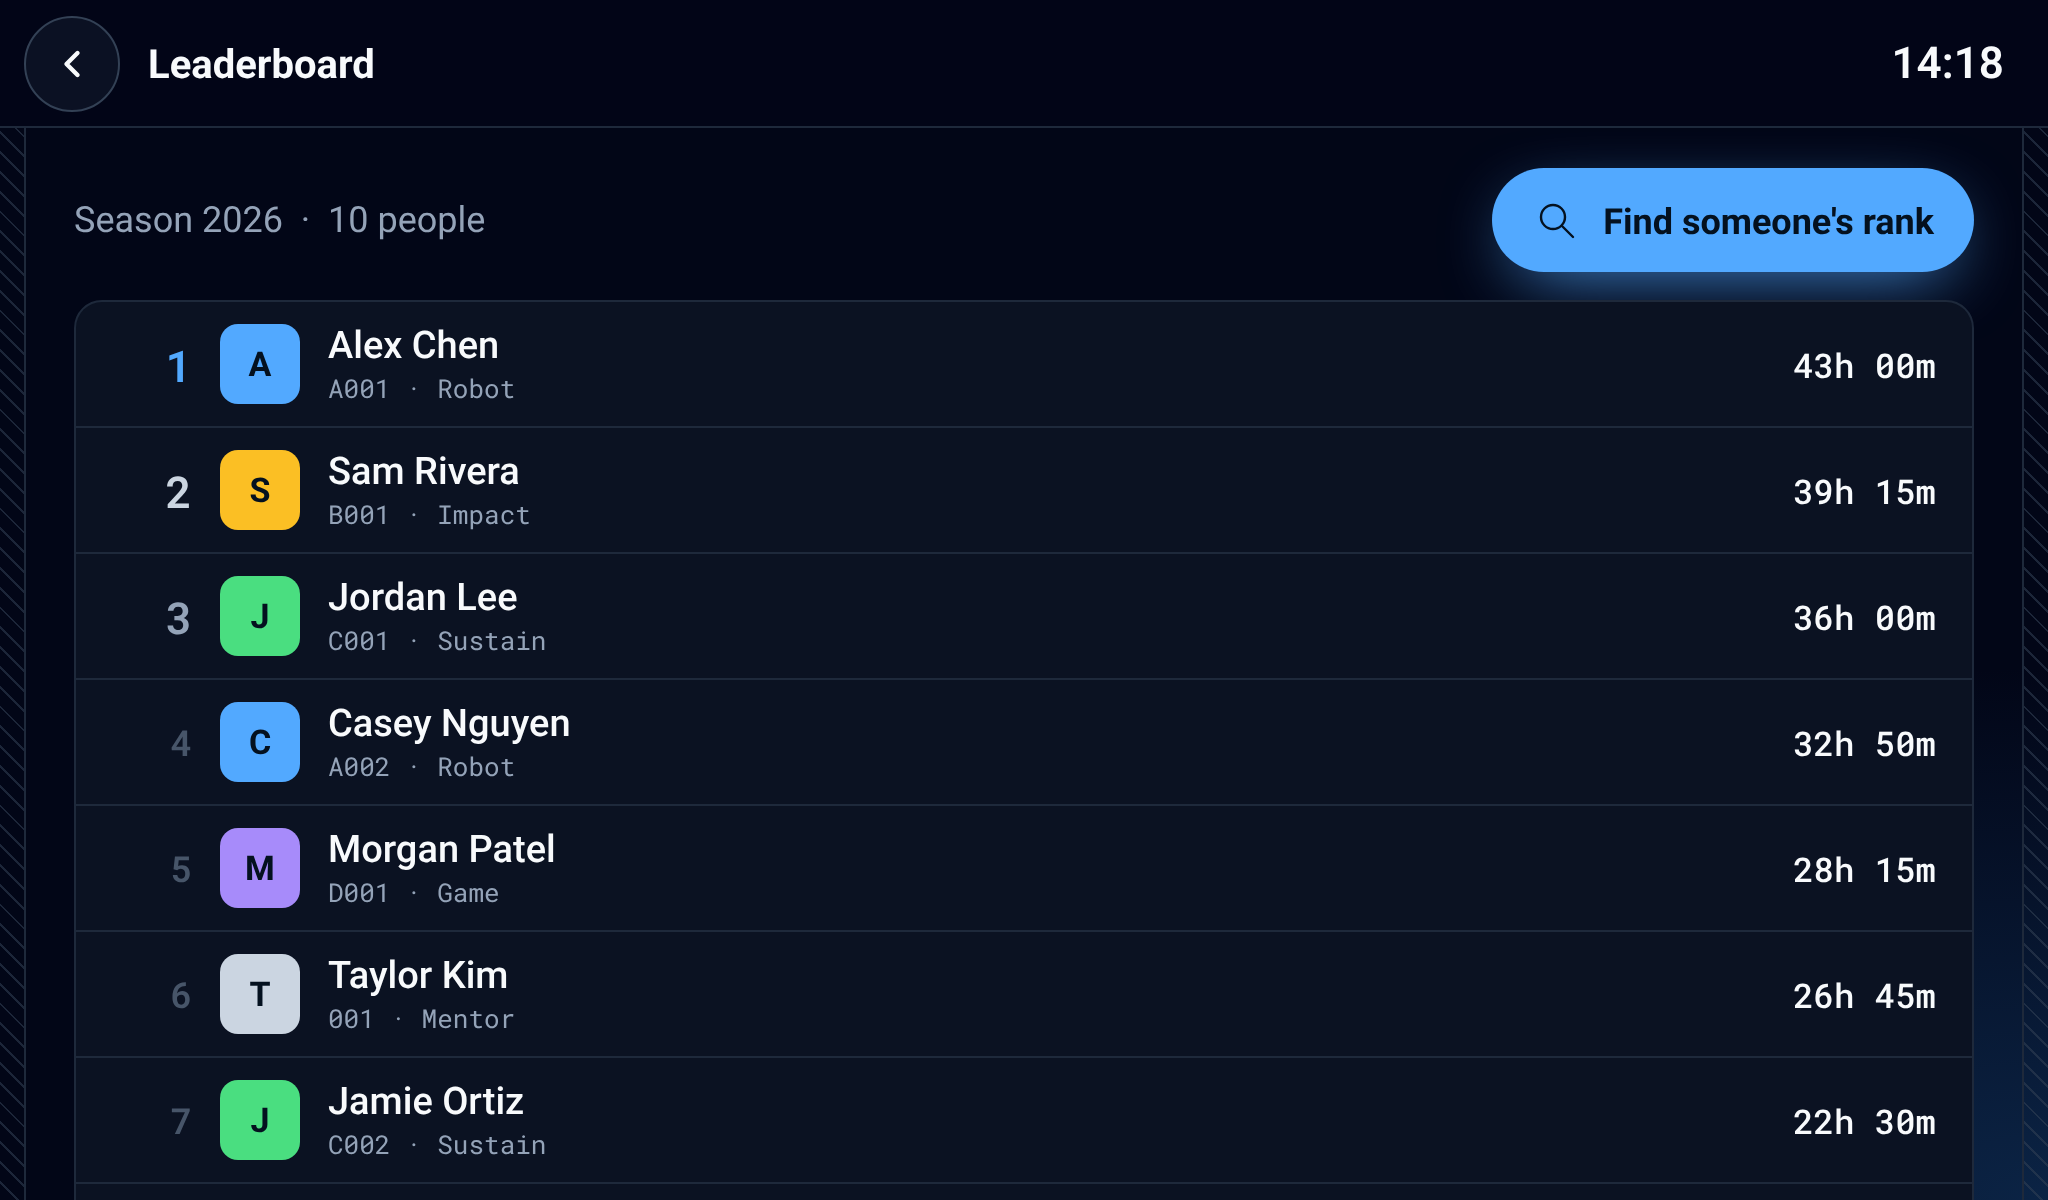 Leaderboard
14:18
Season 2026 · 10 people
Find someone's rank
1
A
Alex Chen
A001 · Robot
43h 00m
2
S
Sam Rivera
B001 · Impact
39h 15m
3
J
Jordan Lee
C001 · Sustain
36h 00m
4
C
Casey Nguyen
A002 · Robot
32h 50m
5
M
Morgan Patel
D001 · Game
28h 15m
6
T
Taylor Kim
001 · Mentor
26h 45m
7
J
Jamie Ortiz
C002 · Sustain
22h 30m